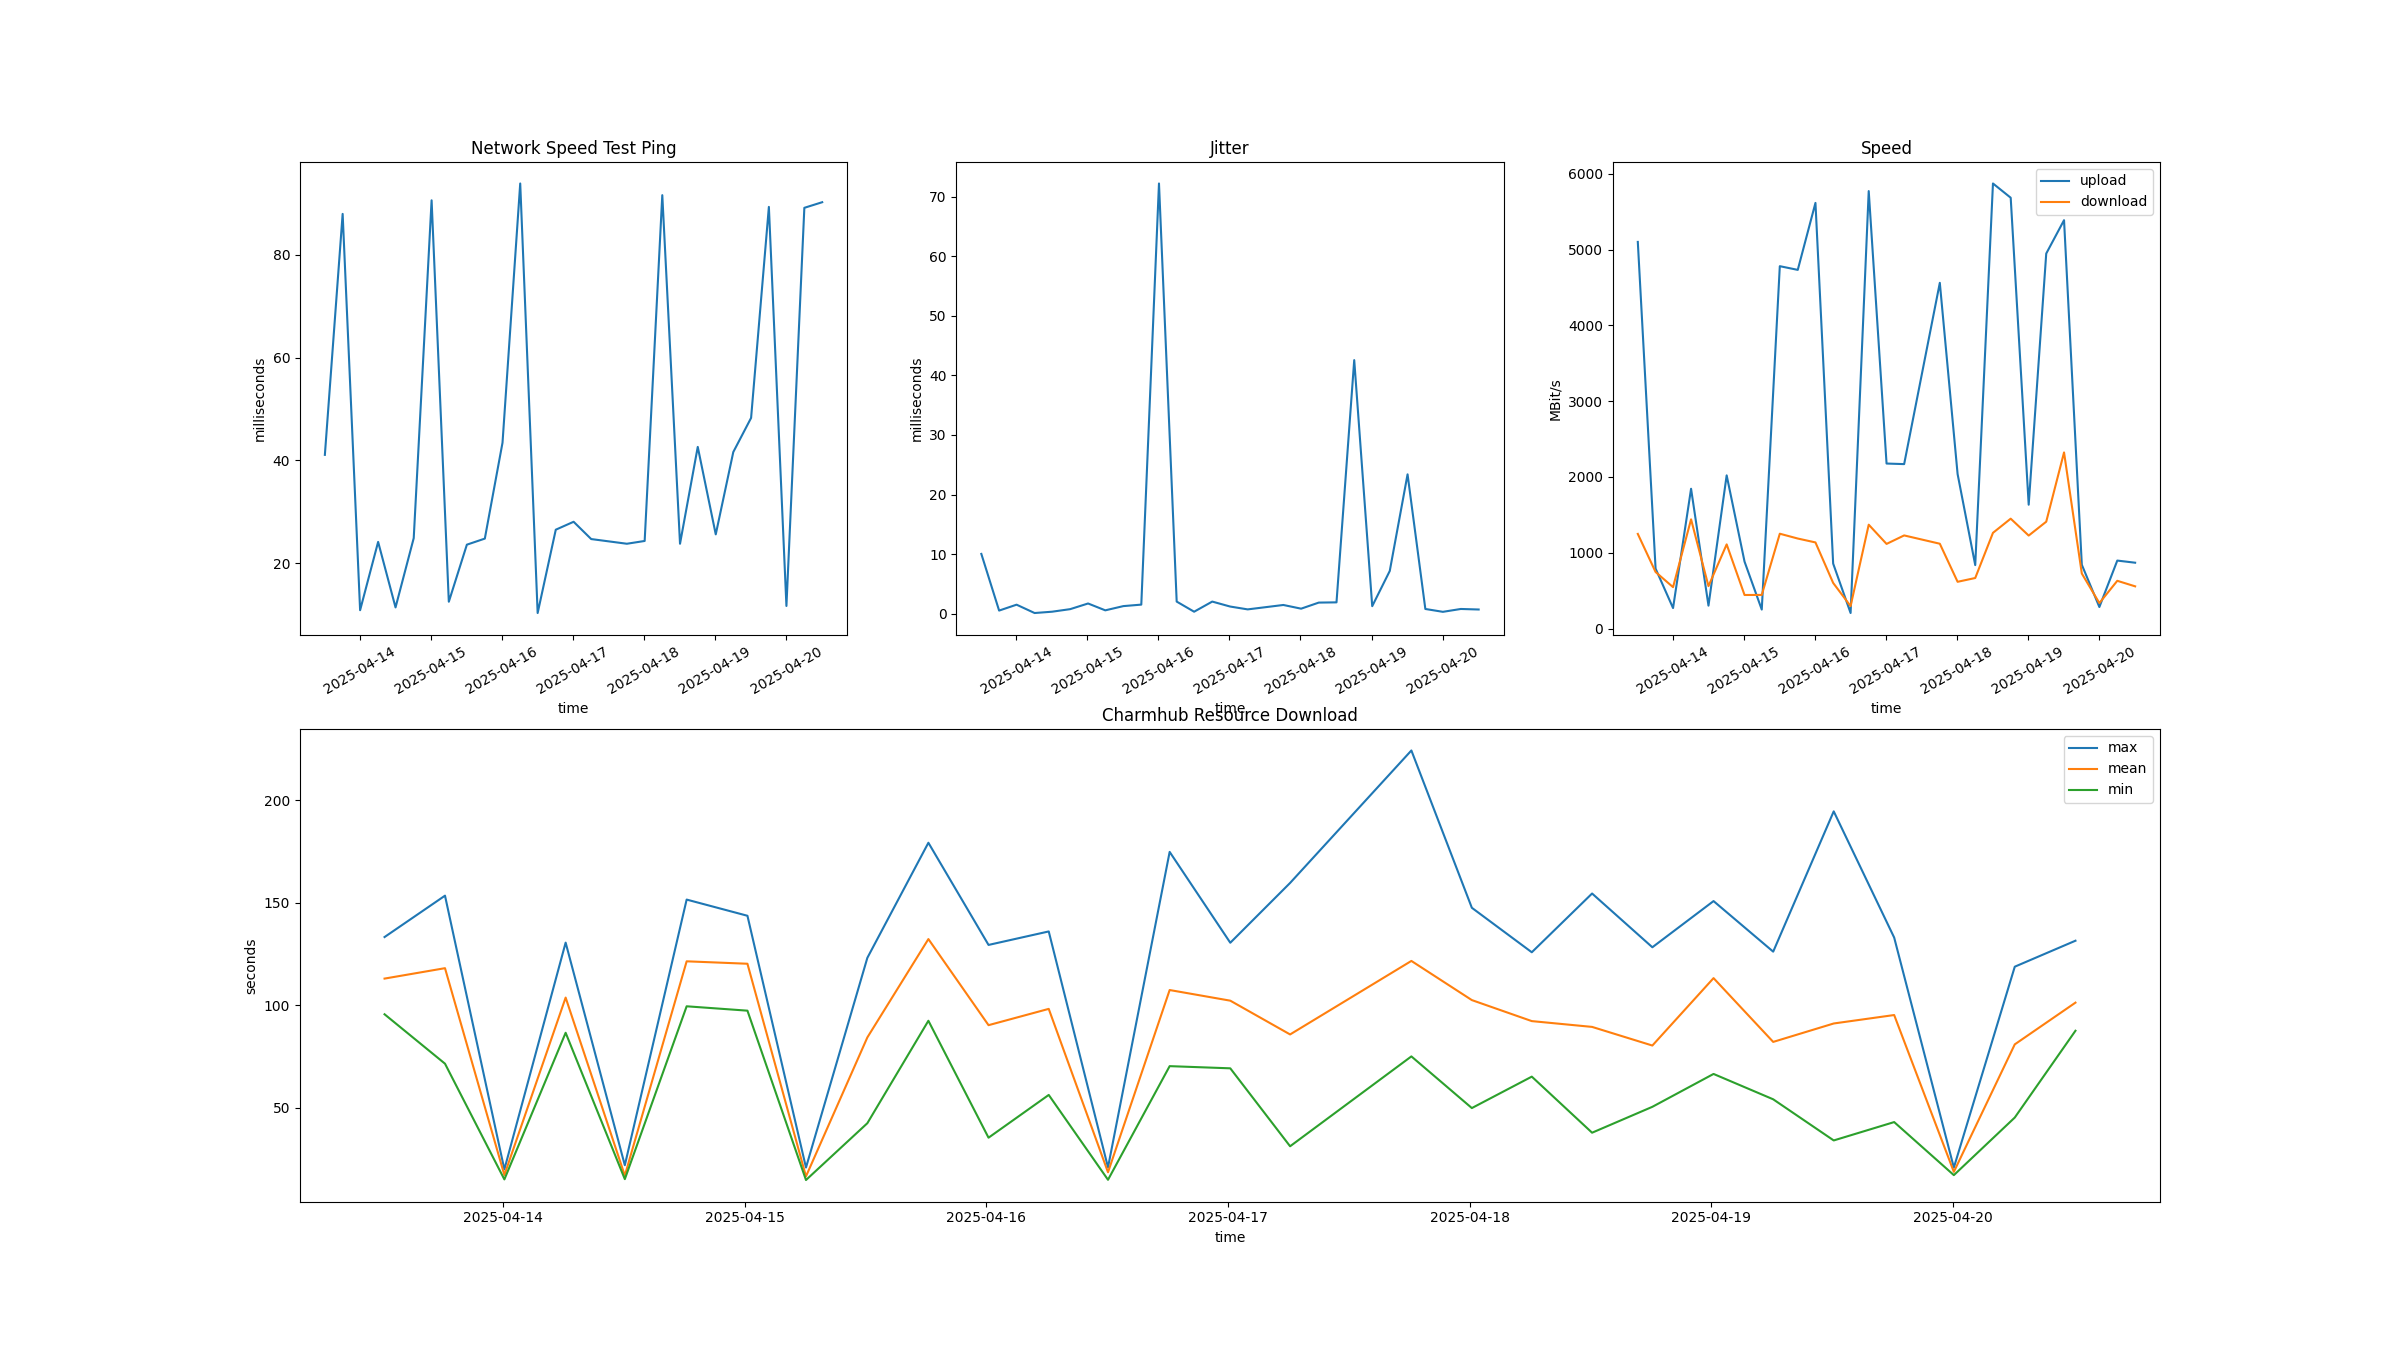 Network Speed Test Ping
milliseconds
80
60
40
20
2025-04-14 2025-04-15 2025-04-16 2025-04-17 2025-04-18 2025-04-19 2025-04-20
time
Jitter
milliseconds
70
60
50
40
30
20
10
0
2025-04-14 2025-04-15 2025-04-16 2025-04-17 2025-04-18 2025-04-19 2025-04-20
time
Speed
MBit/s
6000
5000
4000
3000
2000
1000
0
upload
download
2025-04-14 2025-04-15 2025-04-16 2025-04-17 2025-04-18 2025-04-19 2025-04-20
time
Charmhub Resource Download
seconds
200
150
100
50
max
mean
min
2025-04-14 2025-04-15 2025-04-16 2025-04-17 2025-04-18 2025-04-19 2025-04-20
time